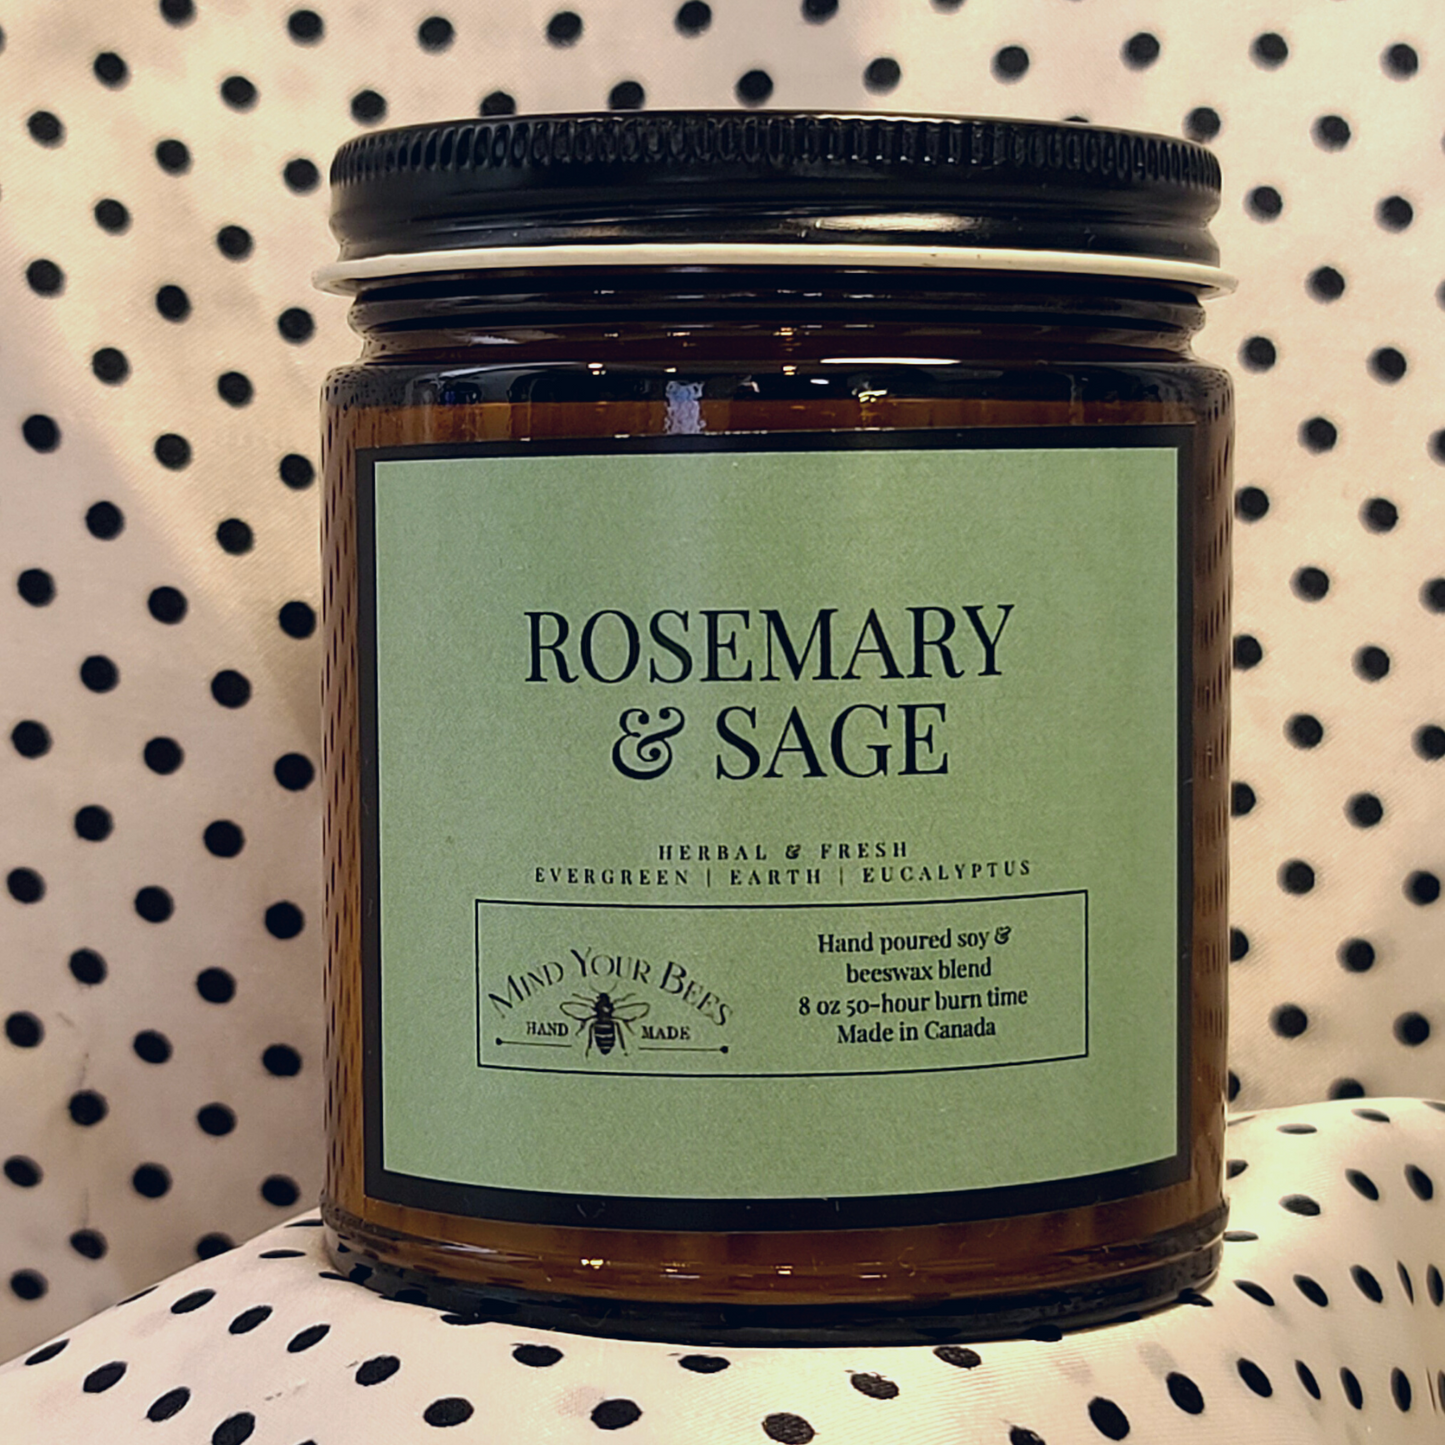 ROSEMARY
& SAGE
HERBAL & FRESH
EVERGREEN | EARTH | EUCALYPTUS
MIND YOUR BEES
HAND MADE
Hand poured soy &
beeswax blend
8 oz 50-hour burn time
Made in Canada